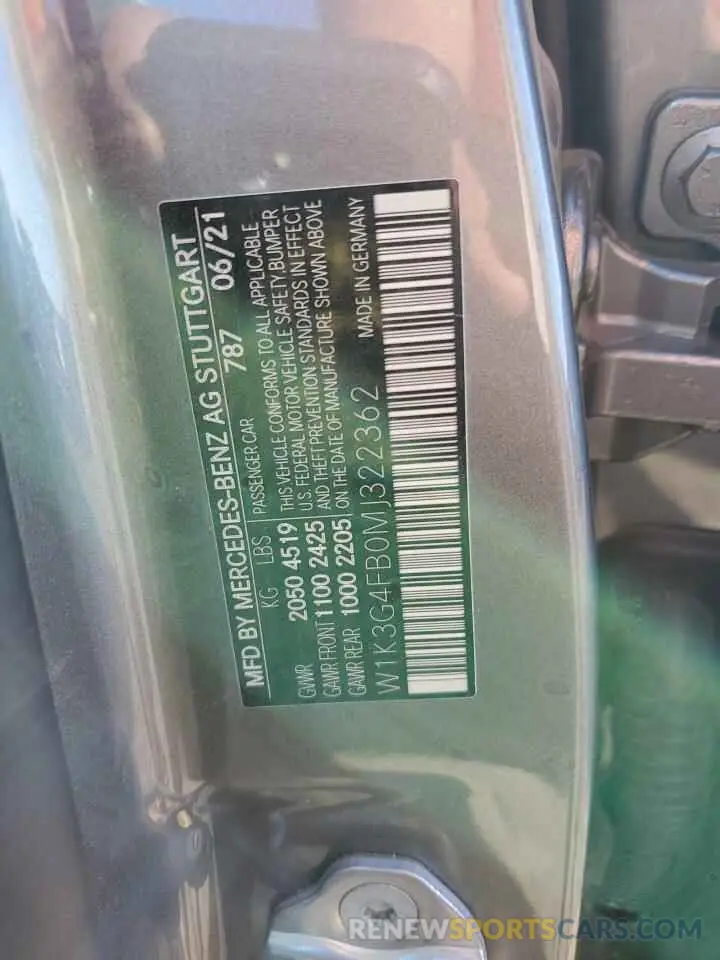 MFD BY MERCEDES-BENZ AG STUTTGART
787 06/21
KG LBS PASSENGER CAR
GVWR 2050 4519 THIS VEHICLE CONFORMS TO ALL APPLICABLE
GAWR FRONT 1100 2425 U.S. FEDERAL MOTOR VEHICLE SAFETY, BUMPER
GAWR REAR 1000 2205 AND THEFT PREVENTION STANDARDS IN EFFECT
ON THE DATE OF MANUFACTURE SHOWN ABOVE
W1K3G4FB0MJ322362 MADE IN GERMANY
RENEWSPORTSCARS.COM